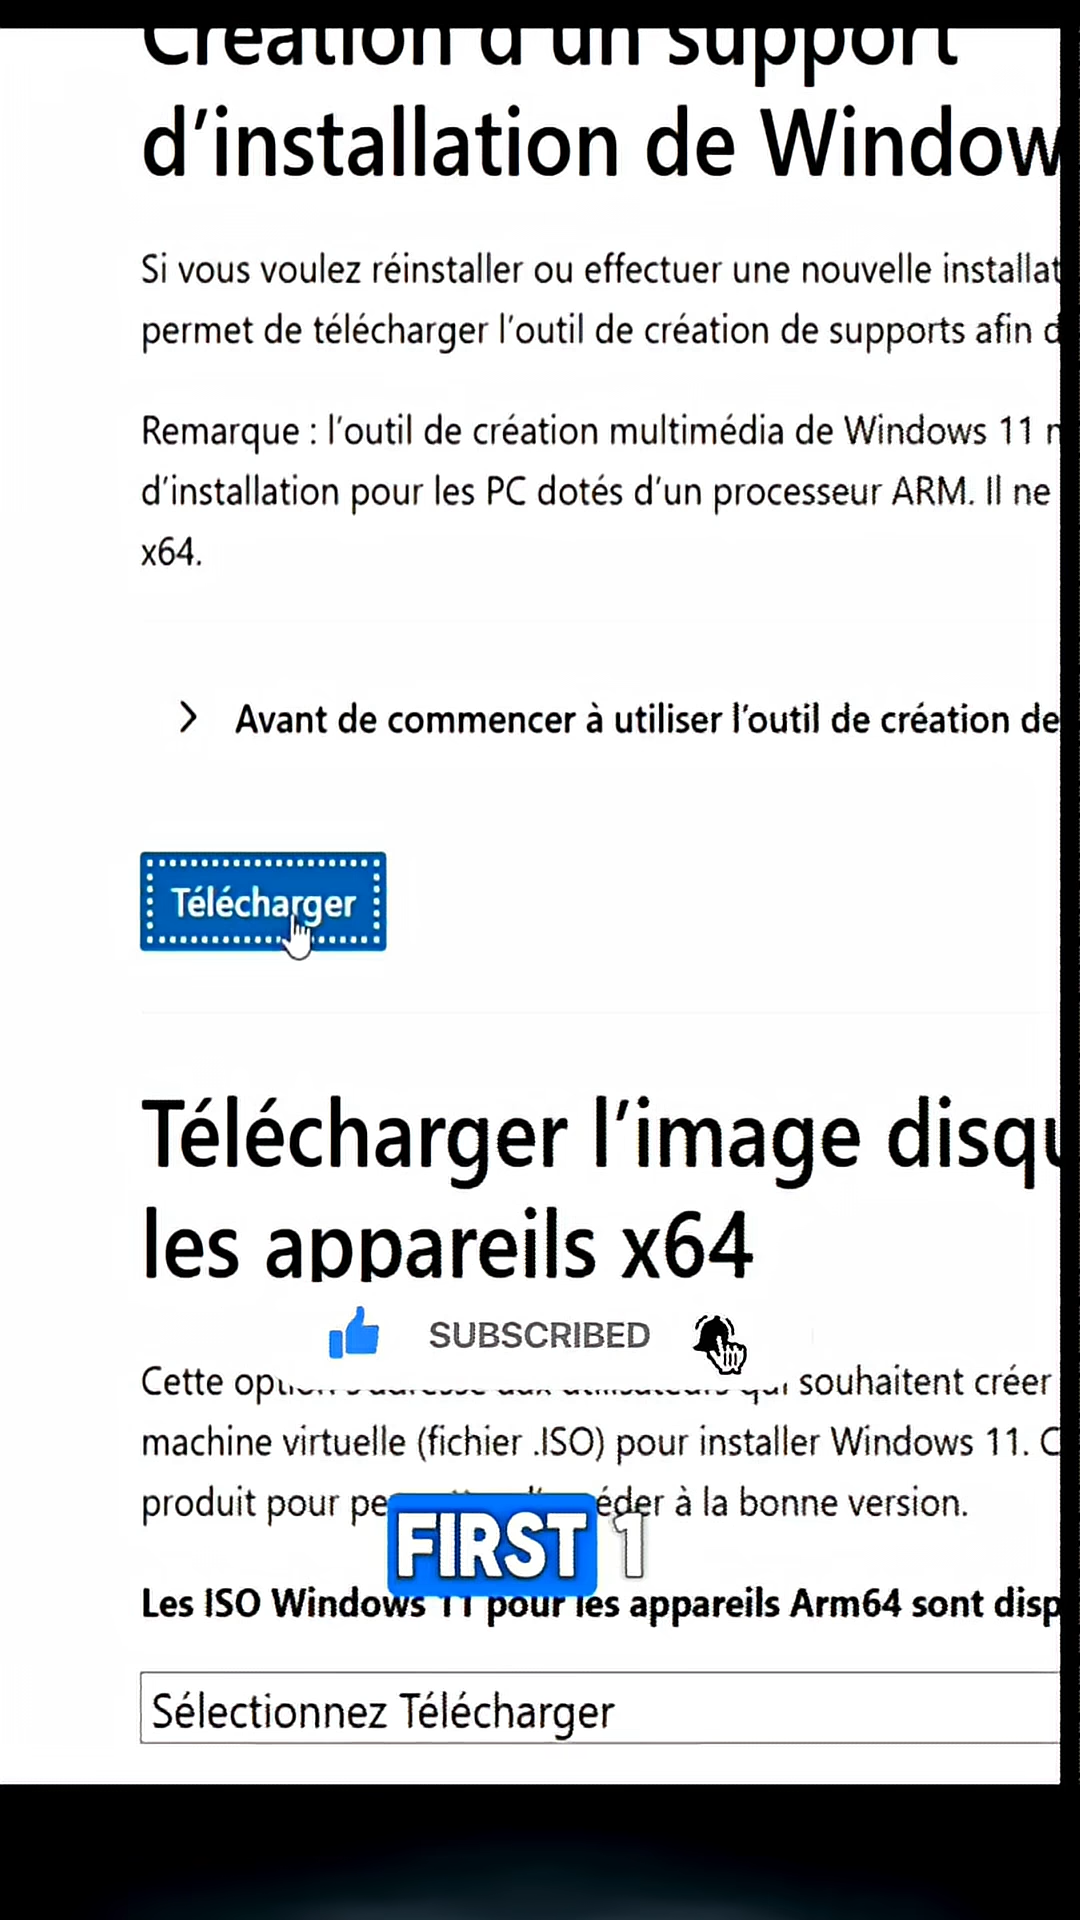 Création d'un support
d'installation de Window
Si vous voulez réinstaller ou effectuer une nouvelle installat
permet de télécharger l'outil de création de supports afin d
Remarque : l'outil de création multimédia de Windows 11 n
d'installation pour les PC dotés d'un processeur ARM. Il ne
x64.
Avant de commencer à utiliser l'outil de création de
Télécharger
Télécharger l'image disqu
les appareils x64
SUBSCRIBED
Cette souhaitent créer
machine virtuelle (fichier .ISO) pour installer Windows 11. C
produit pour à la bonne version.
FIRST 1
Les ISO Windows 11 pour les appareils Arm64 sont disp
Sélectionnez Télécharger